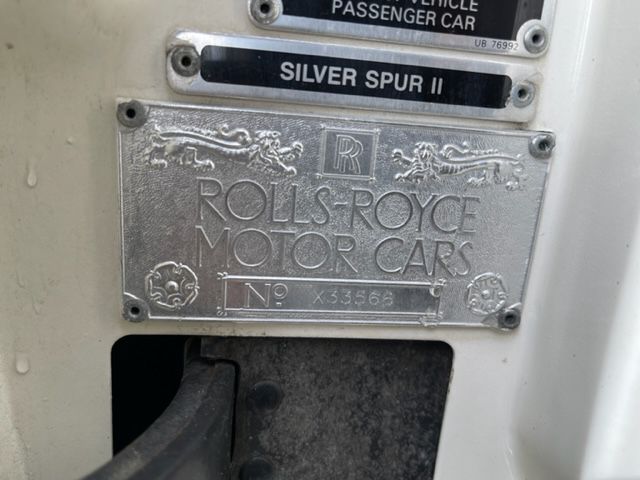 PASSENGER CAR
UB 76992
SILVER SPUR II
RR
ROLLS-ROYCE
MOTOR CARS
Nº X33566